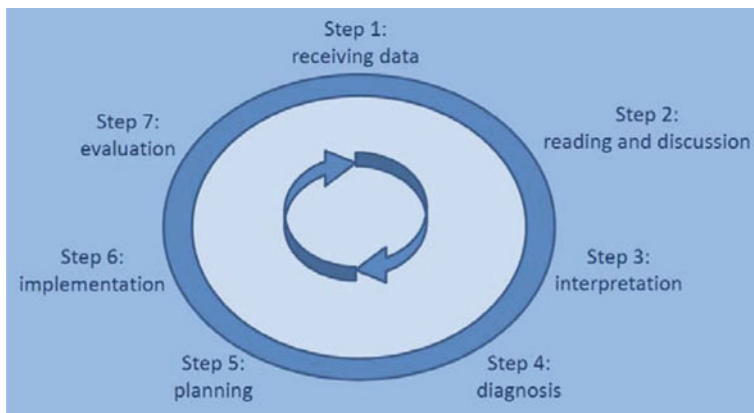 Step 1:
receiving data
Step 2:
reading and discussion
Step 3:
interpretation
Step 4:
diagnosis
Step 5:
planning
Step 6:
implementation
Step 7:
evaluation